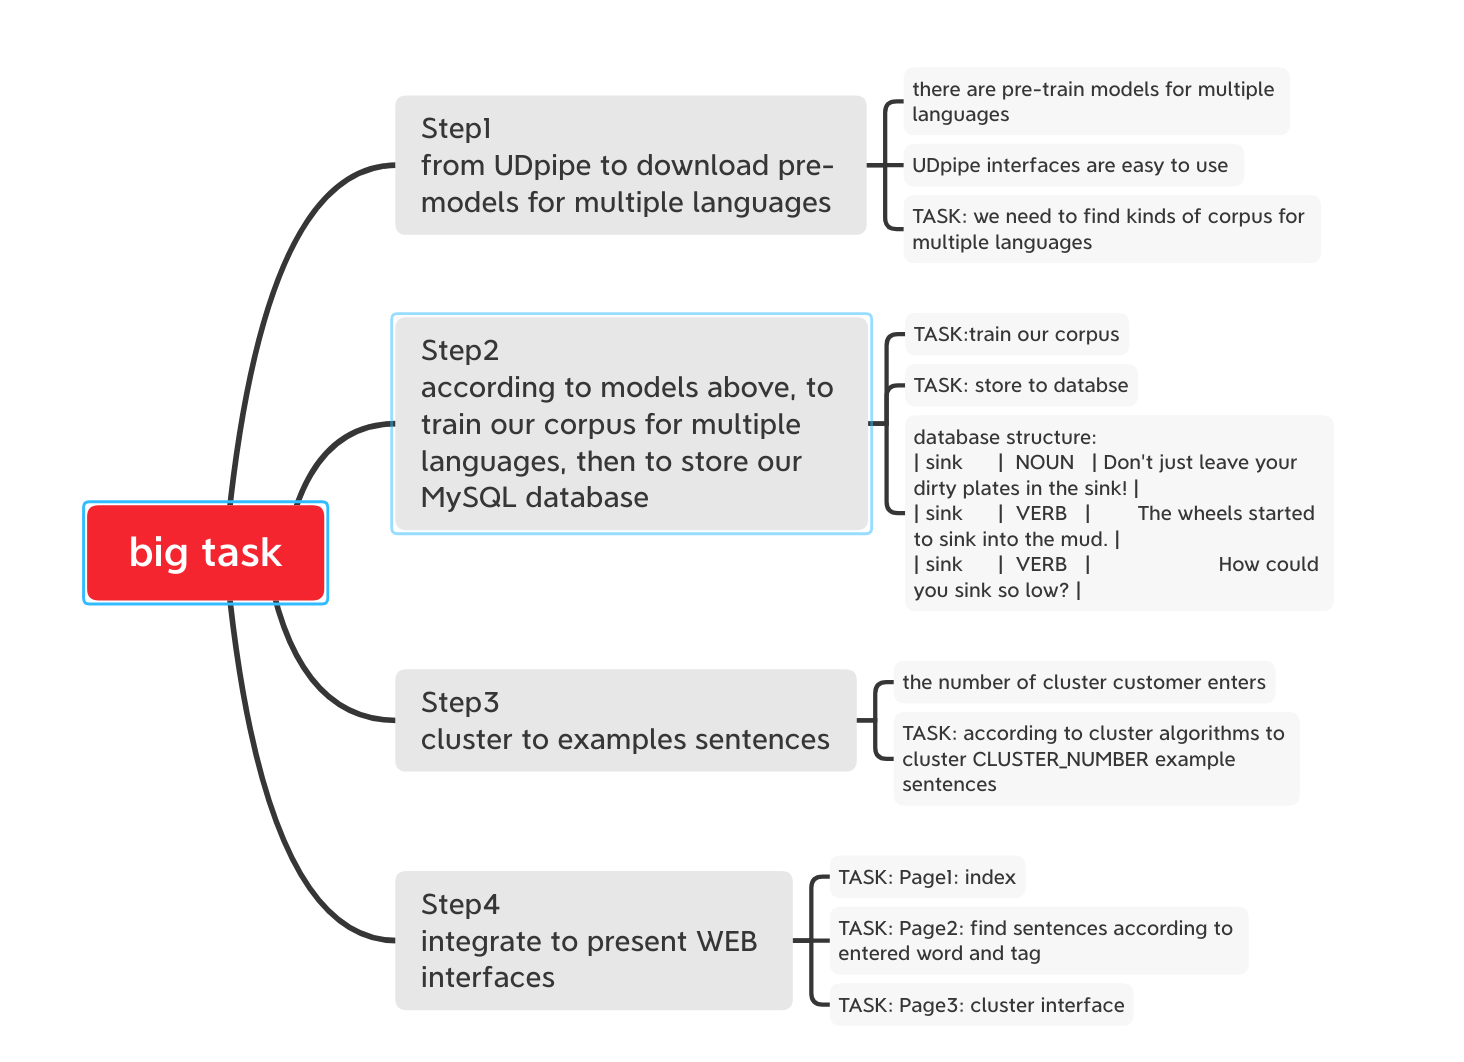 big task
Step1
from UDpipe to download pre-
models for multiple languages
there are pre-train models for multiple
languages
UDpipe interfaces are easy to use
TASK: we need to find kinds of corpus for
multiple languages
Step2
according to models above, to
train our corpus for multiple
languages, then to store our
MySQL database
TASK:train our corpus
TASK: store to databse
database structure:
| sink | NOUN | Don't just leave your
dirty plates in the sink! |
| sink | VERB | The wheels started
to sink into the mud. |
| sink | VERB | How could
you sink so low? |
Step3
cluster to examples sentences
the number of cluster customer enters
TASK: according to cluster algorithms to
cluster CLUSTER_NUMBER example
sentences
Step4
integrate to present WEB
interfaces
TASK: Page1: index
TASK: Page2: find sentences according to
entered word and tag
TASK: Page3: cluster interface